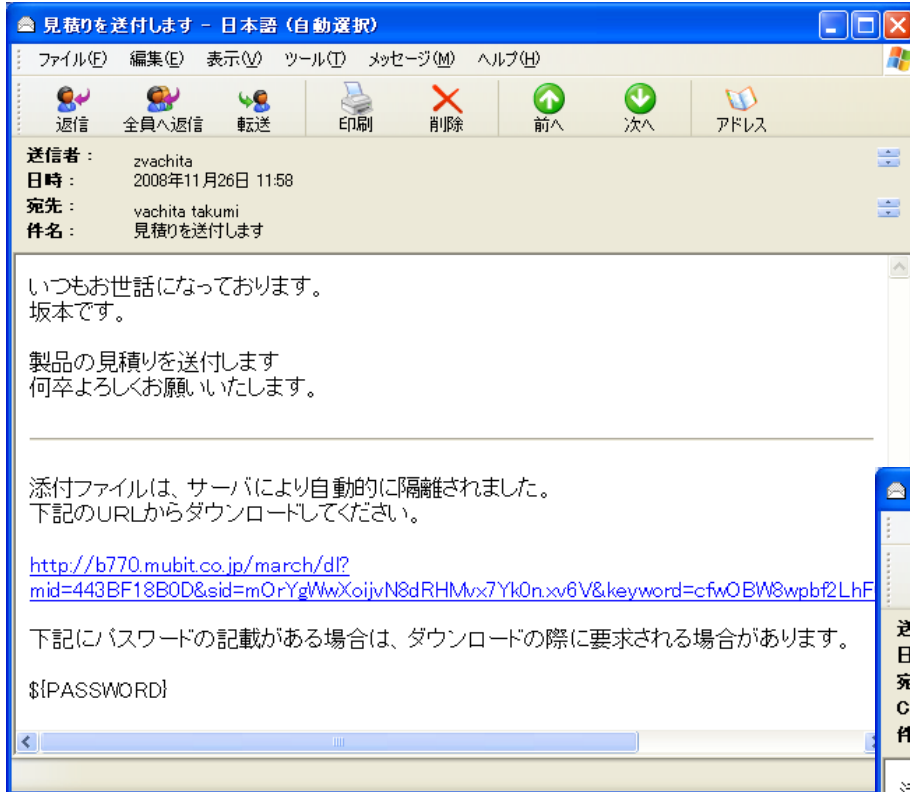 見積りを送付します - 日本語 (自動選択)
ファイル(F) 編集(E) 表示(V) ツール(T) メッセージ(M) ヘルプ(H)
返信 全員へ返信 転送 印刷 削除 前へ 次へ アドレス
送信者: zvachita
日時: 2008年11月26日 11:58
宛先: vachita takumi
件名: 見積りを送付します
いつもお世話になっております。
坂本です。
製品の見積りを送付します
何卒よろしくお願いいたします。
添付ファイルは、サーバにより自動的に隔離されました。
下記のURLからダウンロードしてください。
http://b770.mubit.co.jp/march/dl?
mid=443BF18B0D&sid=mOrYgWwXoijvN8dRHMvx7Yk0n.xv6V&keyword=cfwOBW8wpbf2LhF
下記にパスワードの記載がある場合は、ダウンロードの際に要求される場合があります。
${PASSWORD}
送
日
宛
C
件